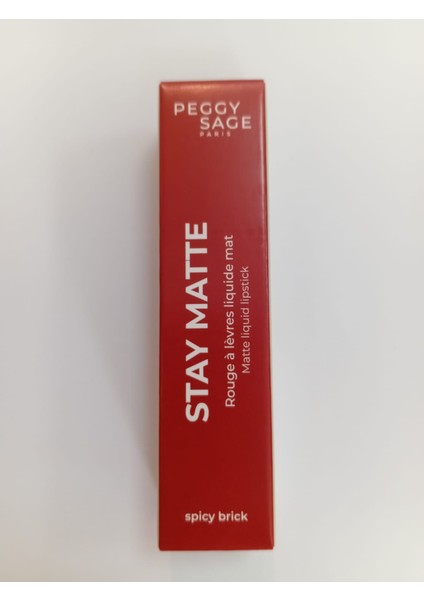 PEGGY
SAGE
PARIS
STAY MATTE
Rouge à lèvres liquide mat
Matte liquid lipstick
spicy brick